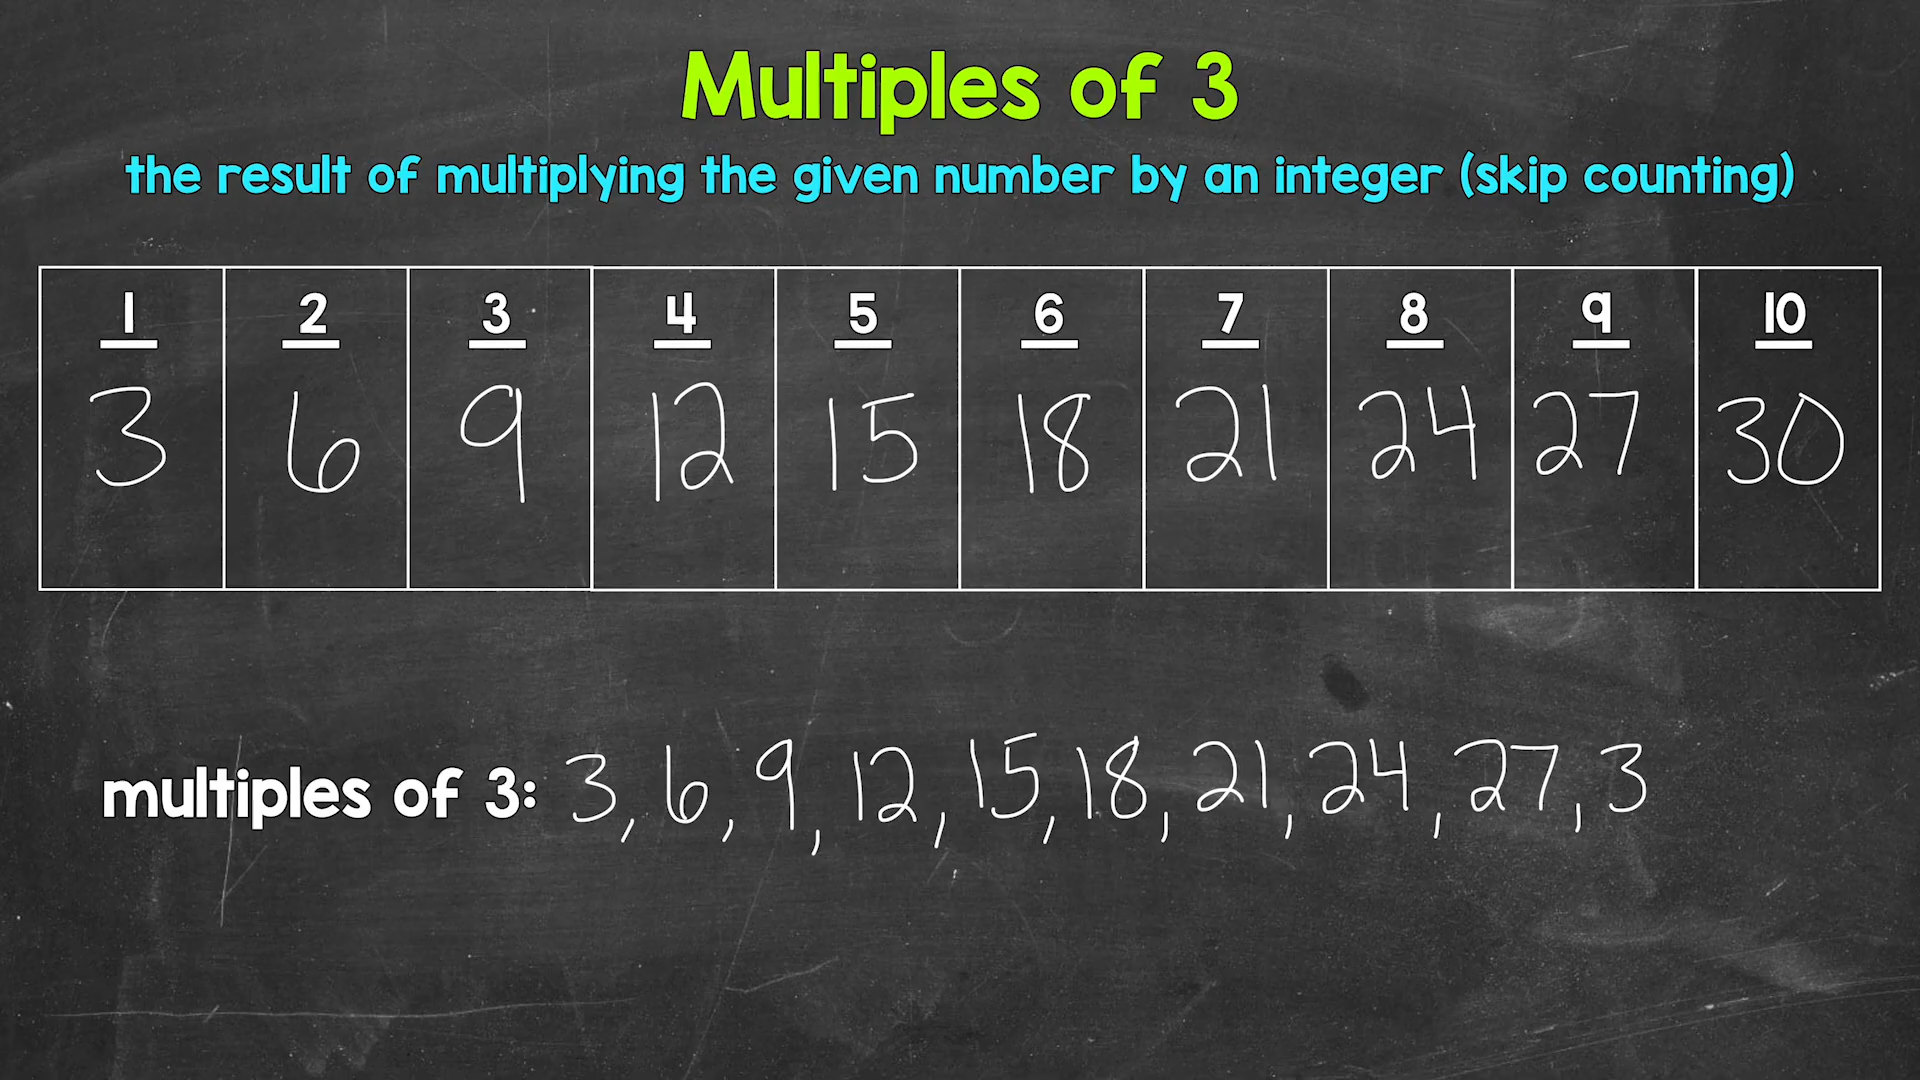 Multiples of 3
the result of multiplying the given number by an integer (skip counting)
1 2 3 4 5 6 7 8 9 10
3 6 9 12 15 18 21 24 27 30
multiples of 3: 3, 6, 9, 12, 15, 18, 21, 24, 27, 3